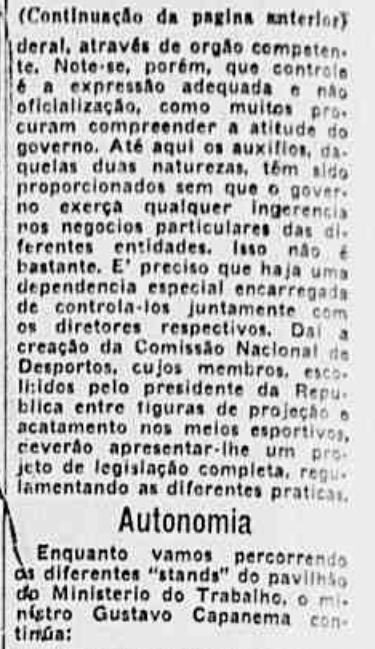 (Continuação da pagina anterior)
deral, através de orgão competen-
te. Note-se, porém, que controle
é a expressão adequada e não
oficialização, como muitos pro-
curam compreender a atitude do
governo. Até aqui os auxilios, da-
quelas duas naturezas, têm sido
proporcionados sem que o gover-
no exerça qualquer ingerencia
nos negocios particulares das di-
ferentes entidades. Isso não é
bastante. E' preciso que haja uma
dependencia especial encarregada
de controla-los juntamente com
os diretores respectivos. Dai a
creação da Comissão Nacional de
Desportos, cujos membros, esco-
lhidos pelo presidente da Repu-
blica entre figuras de projeção e
acatamento nos meios esportivos,
deverão apresentar-lhe um pro-
jeto de legislação completa, regu-
lamentando as diferentes praticas.
Autonomia
Enquanto vamos percorrendo
os diferentes "stands" do pavilhão
do Ministerio do Trabalho, o mi-
nistro Gustavo Capanema con-
tinúa: